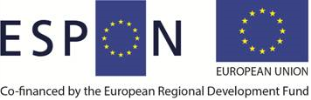 ESPON
EUROPEAN UNION
Co-financed by the European Regional Development Fund